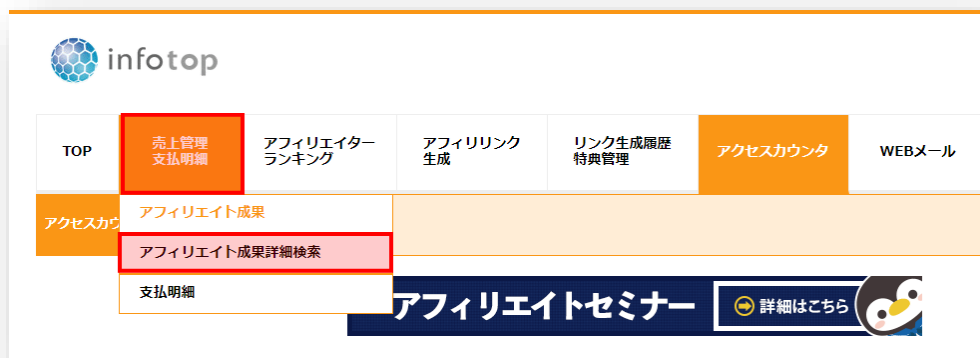 infotop
TOP
売上管理
支払明細
アフィリエイター
ランキング
アフィリリンク
生成
リンク生成履歴
特典管理
アクセスカウンタ
WEBメール
アクセスカウ
アフィリエイト成果
アフィリエイト成果詳細検索
支払明細
アフィリエイトセミナー
詳細はこちら